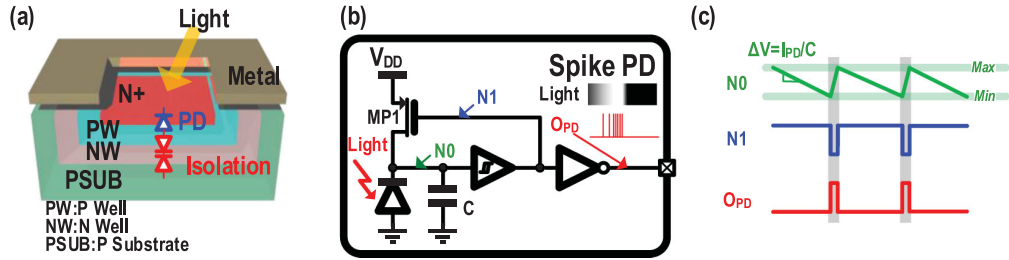 (a)
Light
Metal
N+
PD
PW
NW
Isolation
PSUB
PW:P Well
NW:N Well
PSUB:P Substrate
(b)
VDD
Spike PD
Light
N1
MP1
OPD
Light
N0
C
(c)
ΔV=IPD/C
Max
N0
Min
N1
OPD